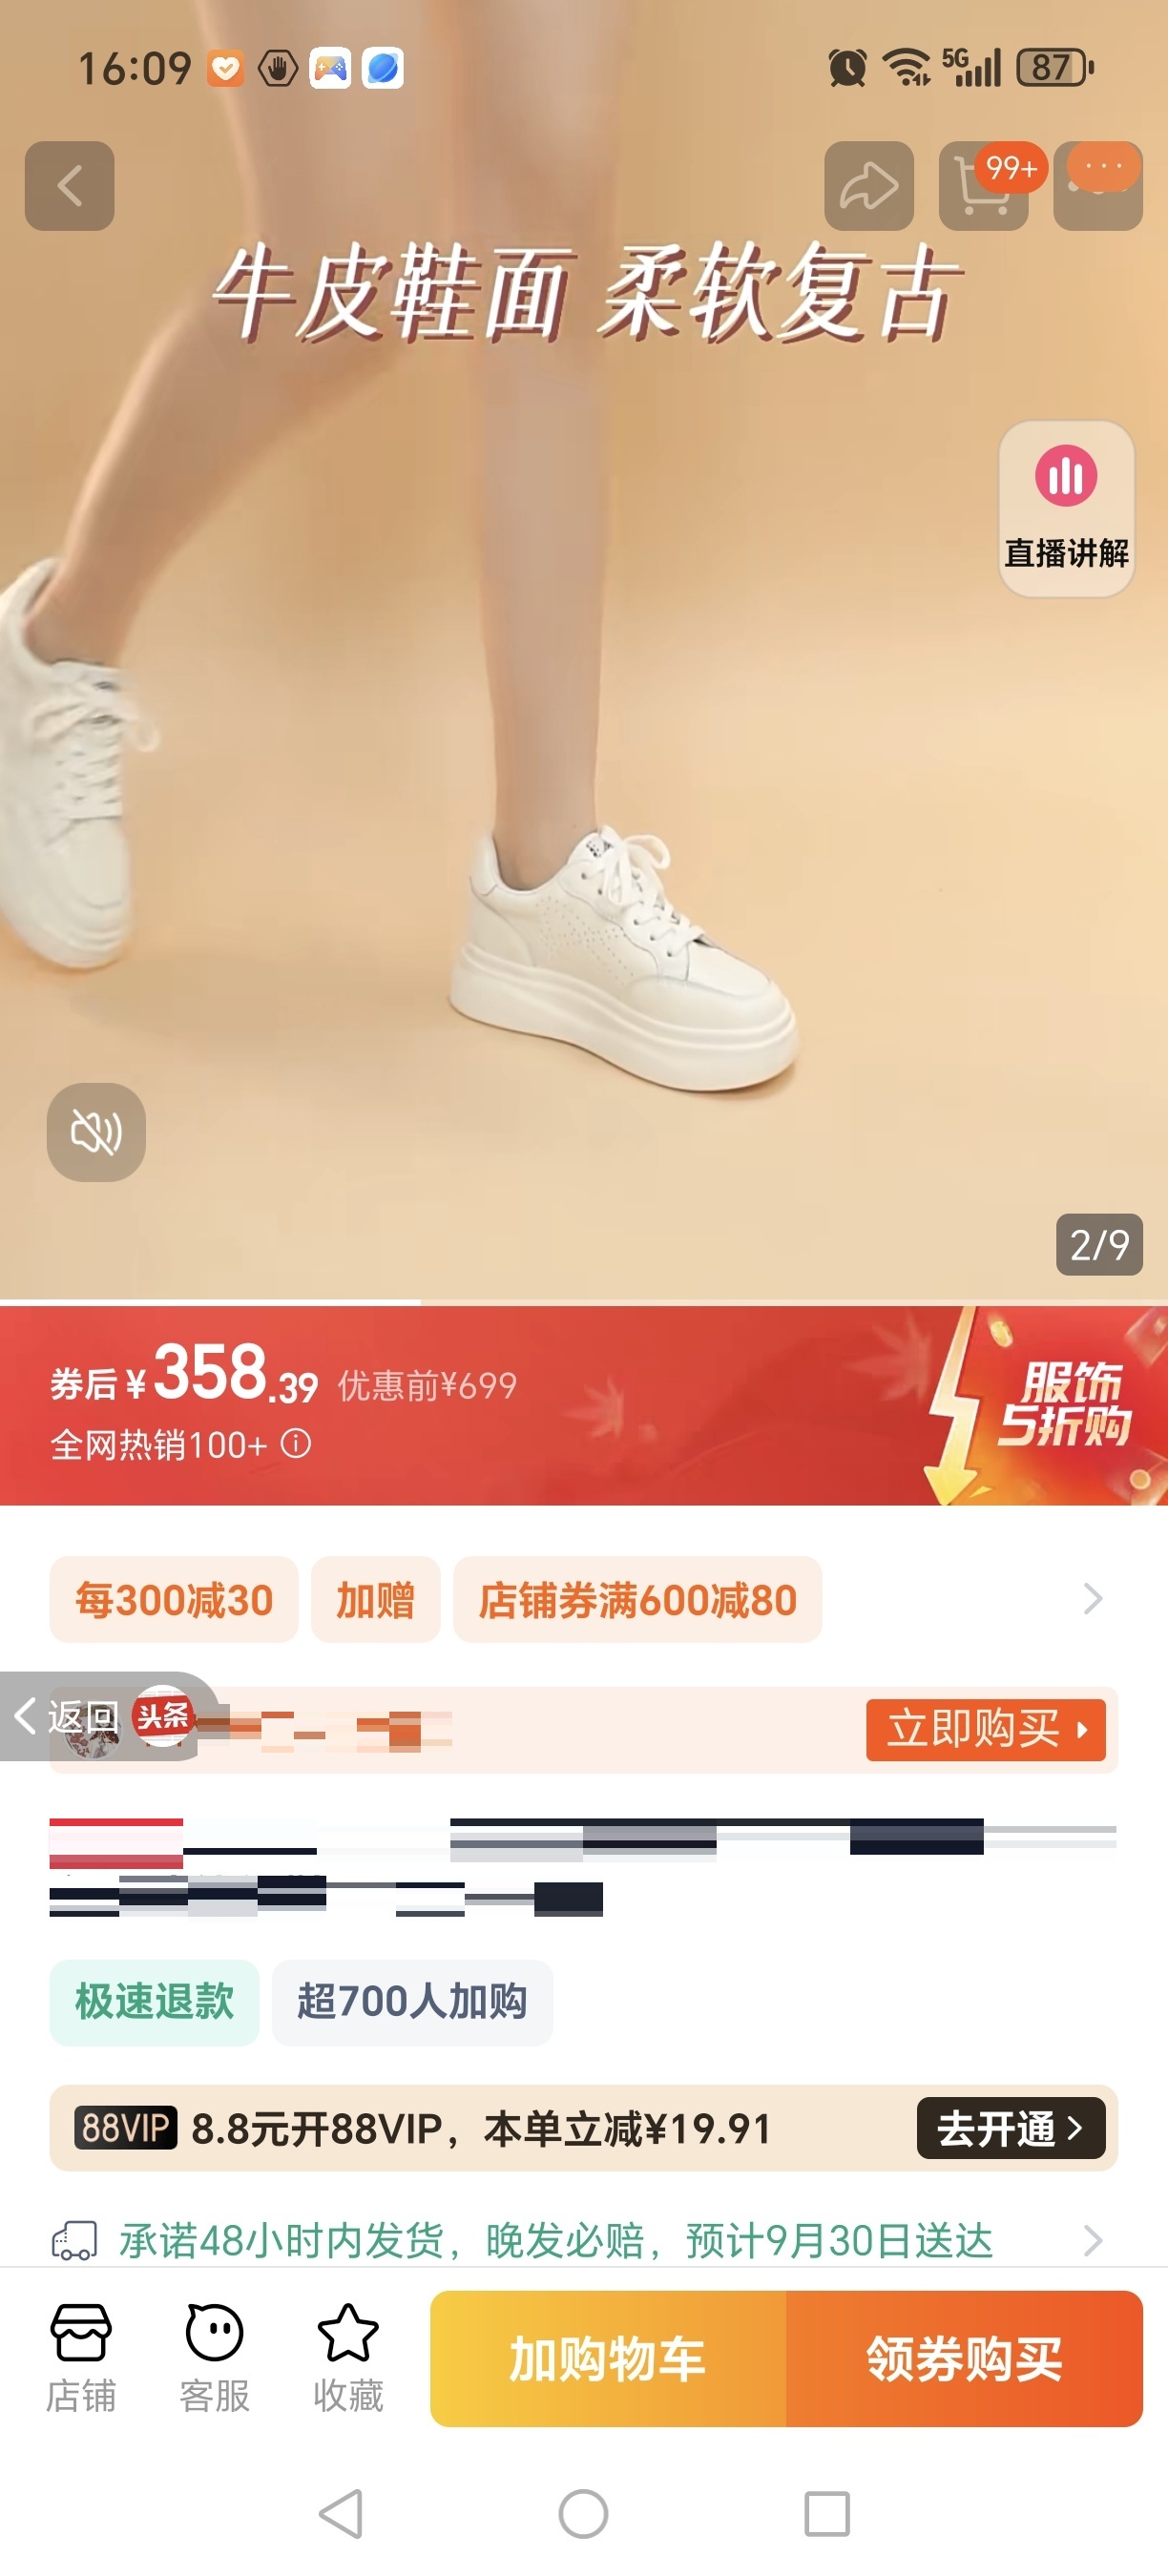 16:09
5G
87
99+
牛皮鞋面 柔软复古
直播讲解
2/9
券后¥358.39 优惠前¥699
全网热销100+
服饰
5折购
每300减30 加赠 店铺券满600减80
返回 头条
立即购买
极速退款 超700人加购
88VIP 8.8元开88VIP，本单立减¥19.91 去开通
承诺48小时内发货，晚发必赔，预计9月30日送达
店铺 客服 收藏 加购物车 领券购买